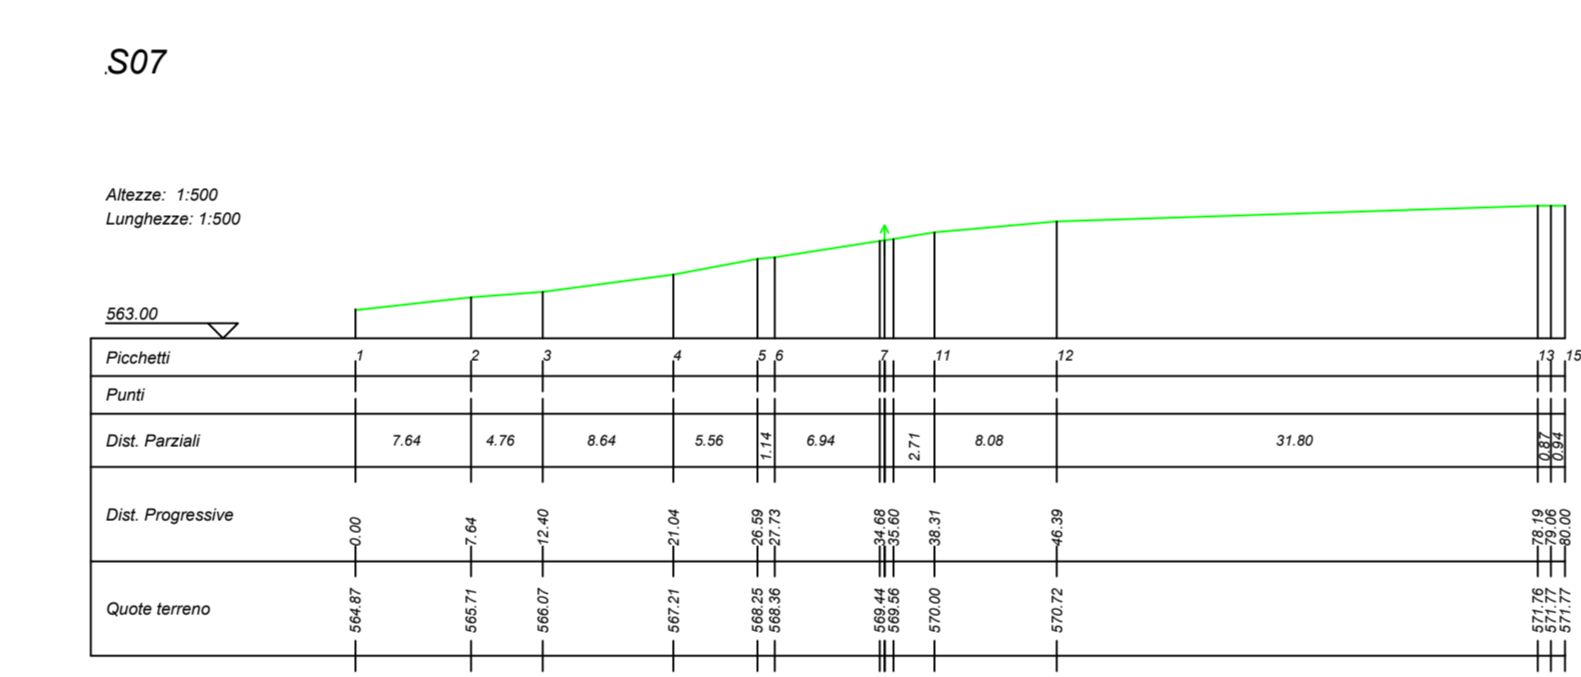 S07
Altezze: 1:500
Lunghezze: 1:500
563.00
Picchetti 1 2 3 4 5 6 7 11 12 13 15
Punti
Dist. Parziali 7.64 4.76 8.64 5.56 1.14 6.94 2.71 8.08 31.80 0.87 0.94
Dist. Progressive 0.00 7.64 12.40 21.04 26.59 27.73 34.68 35.60 38.31 46.39 78.19 79.06 80.00
Quote terreno 564.87 565.71 566.07 567.21 568.25 568.36 569.44 569.56 570.00 570.72 571.76 571.77 571.77